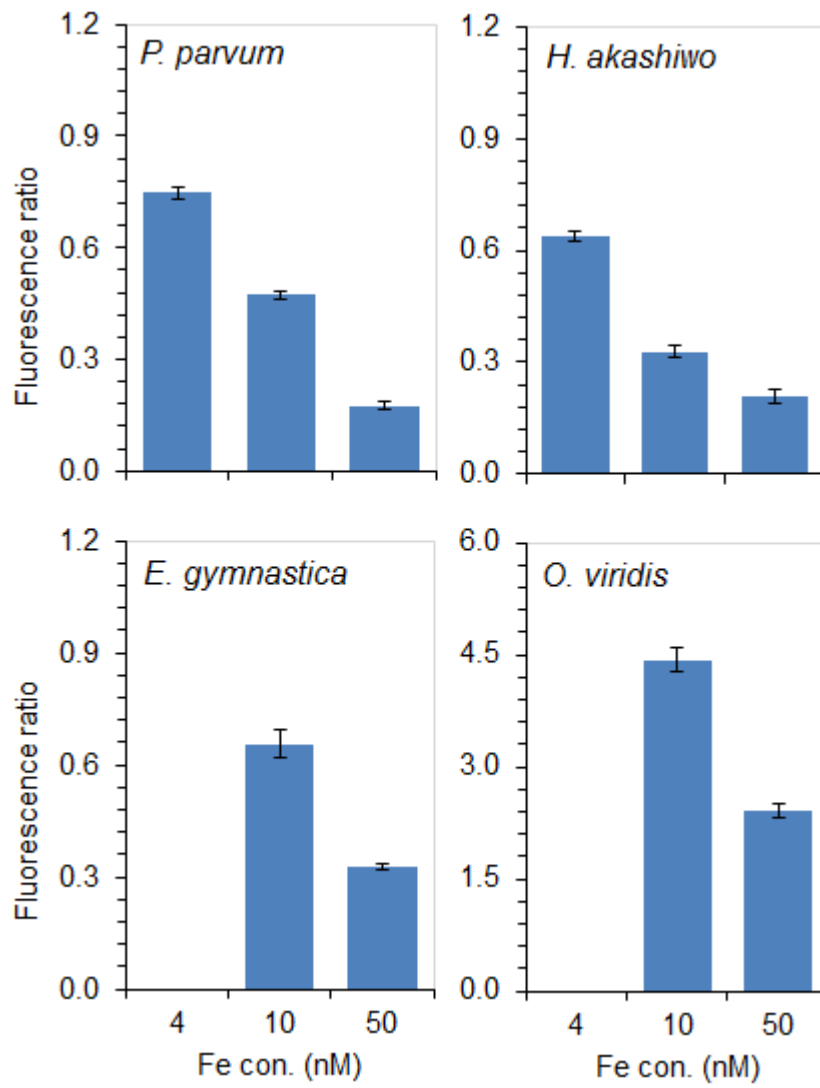 P. parvum
Fluorescence ratio
1.2
0.9
0.6
0.3
0.0
H. akashiwo
1.2
0.9
0.6
0.3
0.0
E. gymnastica
Fluorescence ratio
1.2
0.9
0.6
0.3
0.0
4 10 50
Fe con. (nM)
O. viridis
6.0
4.5
3.0
1.5
0.0
4 10 50
Fe con. (nM)